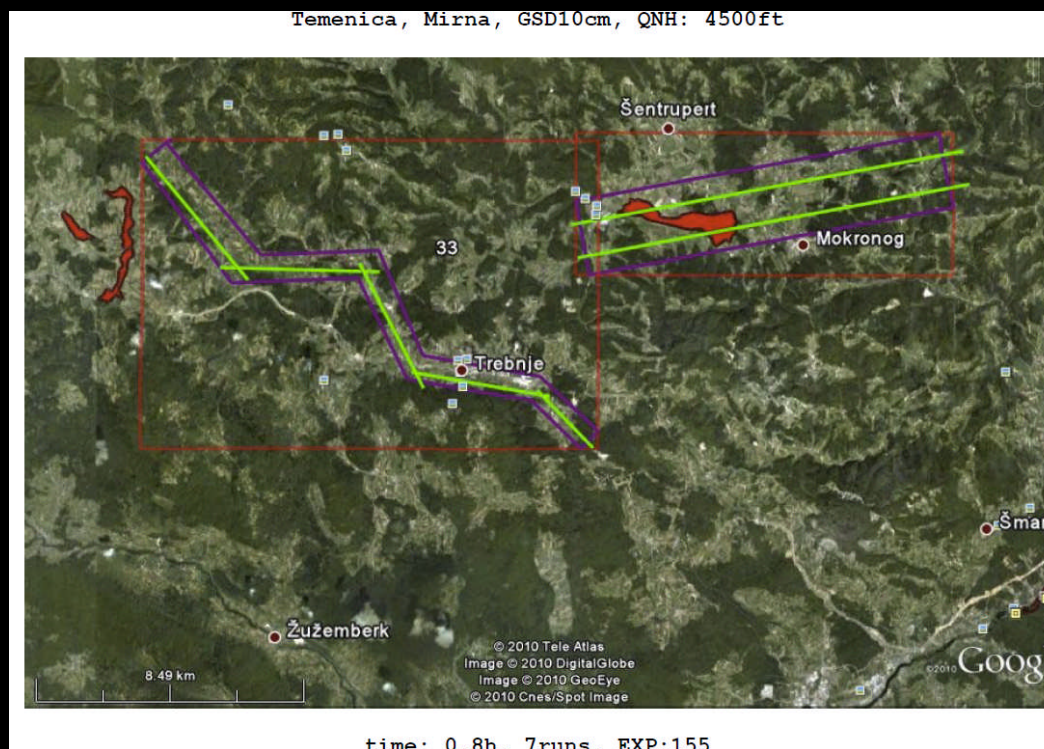 Temenica, Mirna, GSD10cm, QNH: 4500ft
Šentrupert
33
Mokronog
Trebnje
Šmar
Žužemberk
© 2010 Tele Atlas
Image © 2010 DigitalGlobe
Image © 2010 GeoEye
© 2010 Cnes/Spot Image
©2010 Goog
8.49 km
time: 0.8h, 7runs, EXP:155